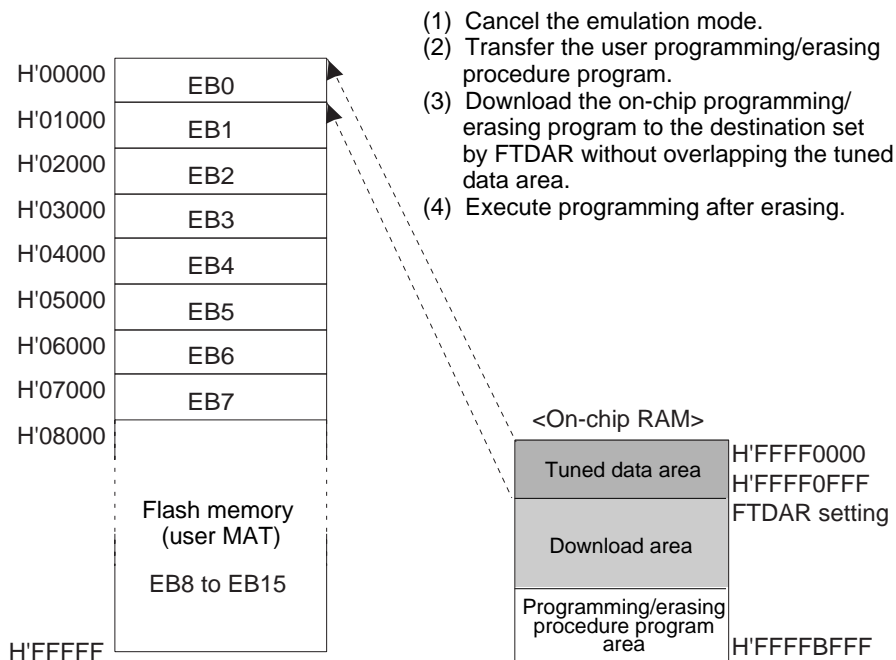 (1) Cancel the emulation mode.
(2) Transfer the user programming/erasing
procedure program.
(3) Download the on-chip programming/
erasing program to the destination set
by FTDAR without overlapping the tuned
data area.
(4) Execute programming after erasing.
H'00000
EB0
H'01000
EB1
H'02000
EB2
H'03000
EB3
H'04000
EB4
H'05000
EB5
H'06000
EB6
H'07000
EB7
H'08000
Flash memory
(user MAT)
EB8 to EB15
H'FFFFF
<On-chip RAM>
Tuned data area
H'FFFF0000
H'FFFF0FFF
FTDAR setting
Download area
Programming/erasing
procedure program
area
H'FFFFBFFF